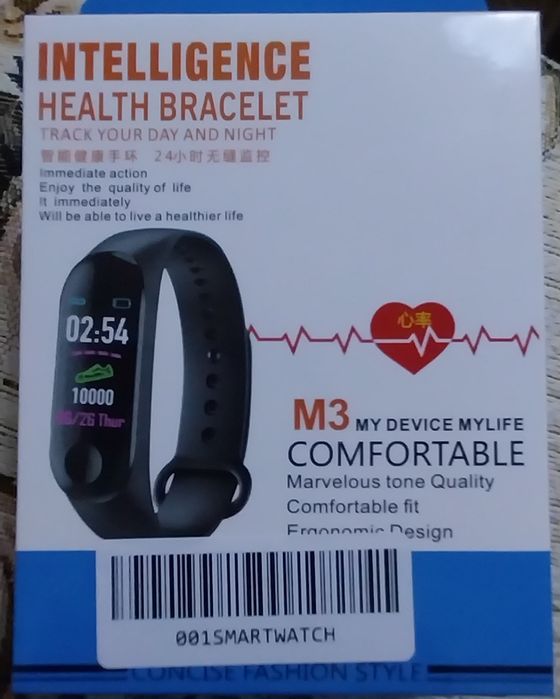 INTELLIGENCE
HEALTH BRACELET
TRACK YOUR DAY AND NIGHT
智能健康手环 24小时无缝监控
Immediate action
Enjoy the quality of life
It immediately
Will be able to live a healthier life
02:54
10000
06/26 Thur
心率
M3 MY DEVICE MYLIFE
COMFORTABLE
Marvelous tone Quality
Comfortable fit
Ergonomic Design
001SMARTWATCH
CONCISE FASHION STYLE